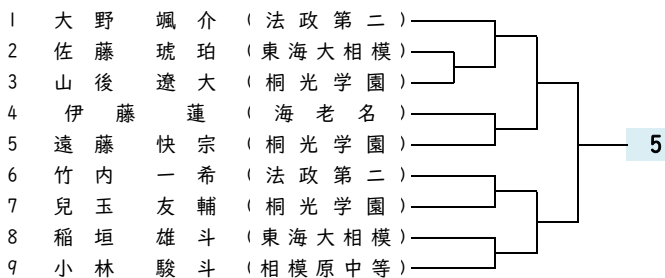 1 大野 颯介 (法政第二)
2 佐藤 琥珀 (東海大相模)
3 山後 遼大 (桐光学園)
4 伊藤 蓮 (海老名)
5 遠藤 快宗 (桐光学園)
6 竹内 一希 (法政第二)
7 兒玉 友輔 (桐光学園)
8 稲垣 雄斗 (東海大相模)
9 小林 駿斗 (相模原中等)
5